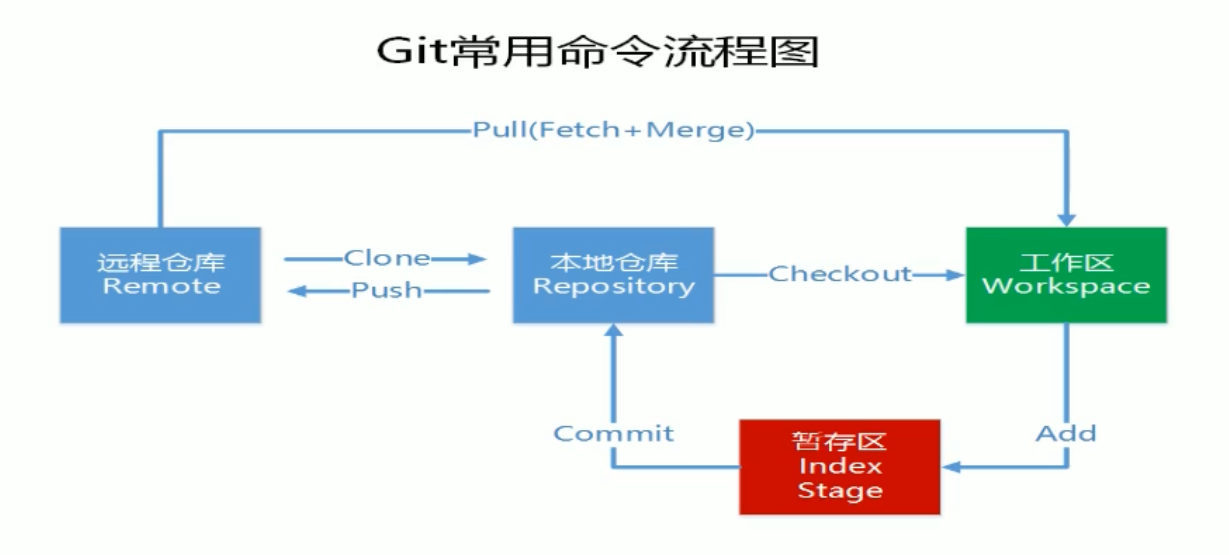 Git常用命令流程图
Pull(Fetch+Merge)
远程仓库
Remote
Clone
Push
本地仓库
Repository
Checkout
工作区
Workspace
Commit
暂存区
Index
Stage
Add